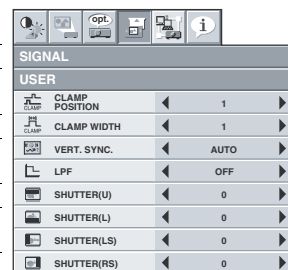 opt.
i
SIGNAL
USER
CLAMP CLAMP POSITION 1
CLAMP CLAMP WIDTH 1
VERT. SYNC. AUTO
LPF OFF
SHUTTER(U) 0
SHUTTER(L) 0
SHUTTER(LS) 0
SHUTTER(RS) 0